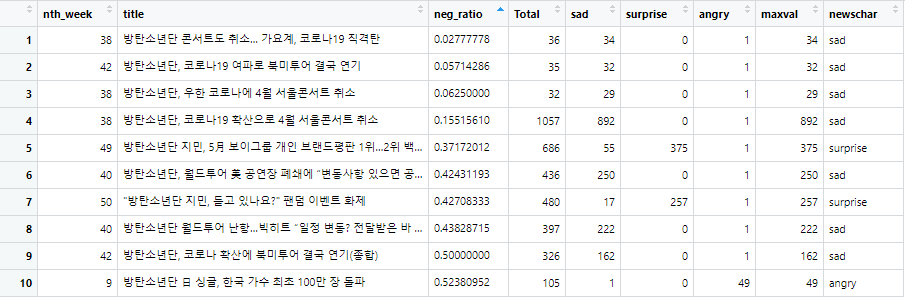 nth_week title neg_ratio Total sad surprise angry maxval newschar
1 38 방탄소년단 콘서트도 취소... 가요계, 코로나19 직격탄 0.02777778 36 34 0 1 34 sad
2 42 방탄소년단, 코로나19 여파로 북미투어 결국 연기 0.05714286 35 32 0 1 32 sad
3 38 방탄소년단, 우한 코로나에 4월 서울콘서트 취소 0.06250000 32 29 0 1 29 sad
4 38 방탄소년단, 코로나19 확산으로 4월 서울콘서트 취소 0.15515610 1057 892 0 1 892 sad
5 49 방탄소년단 지민, 5월 보이그룹 개인 브랜드평판 1위...2위 백... 0.37172012 686 55 375 1 375 surprise
6 40 방탄소년단, 월드투어 美 공연장 폐쇄에 "변동사항 있으면 공... 0.42431193 436 250 0 1 250 sad
7 50 "방탄소년단 지민, 듣고 있나요?" 팬덤 이벤트 화제 0.42708333 480 17 257 1 257 surprise
8 40 방탄소년단 월드투어 난항...빅히트 "일정 변동? 전달받은 바 ... 0.43828715 397 222 0 1 222 sad
9 42 방탄소년단, 코로나 확산에 북미투어 결국 연기(종합) 0.50000000 326 162 0 1 162 sad
10 9 방탄소년단 日 싱글, 한국 가수 최초 100만 장 돌파 0.52380952 105 1 0 49 49 angry